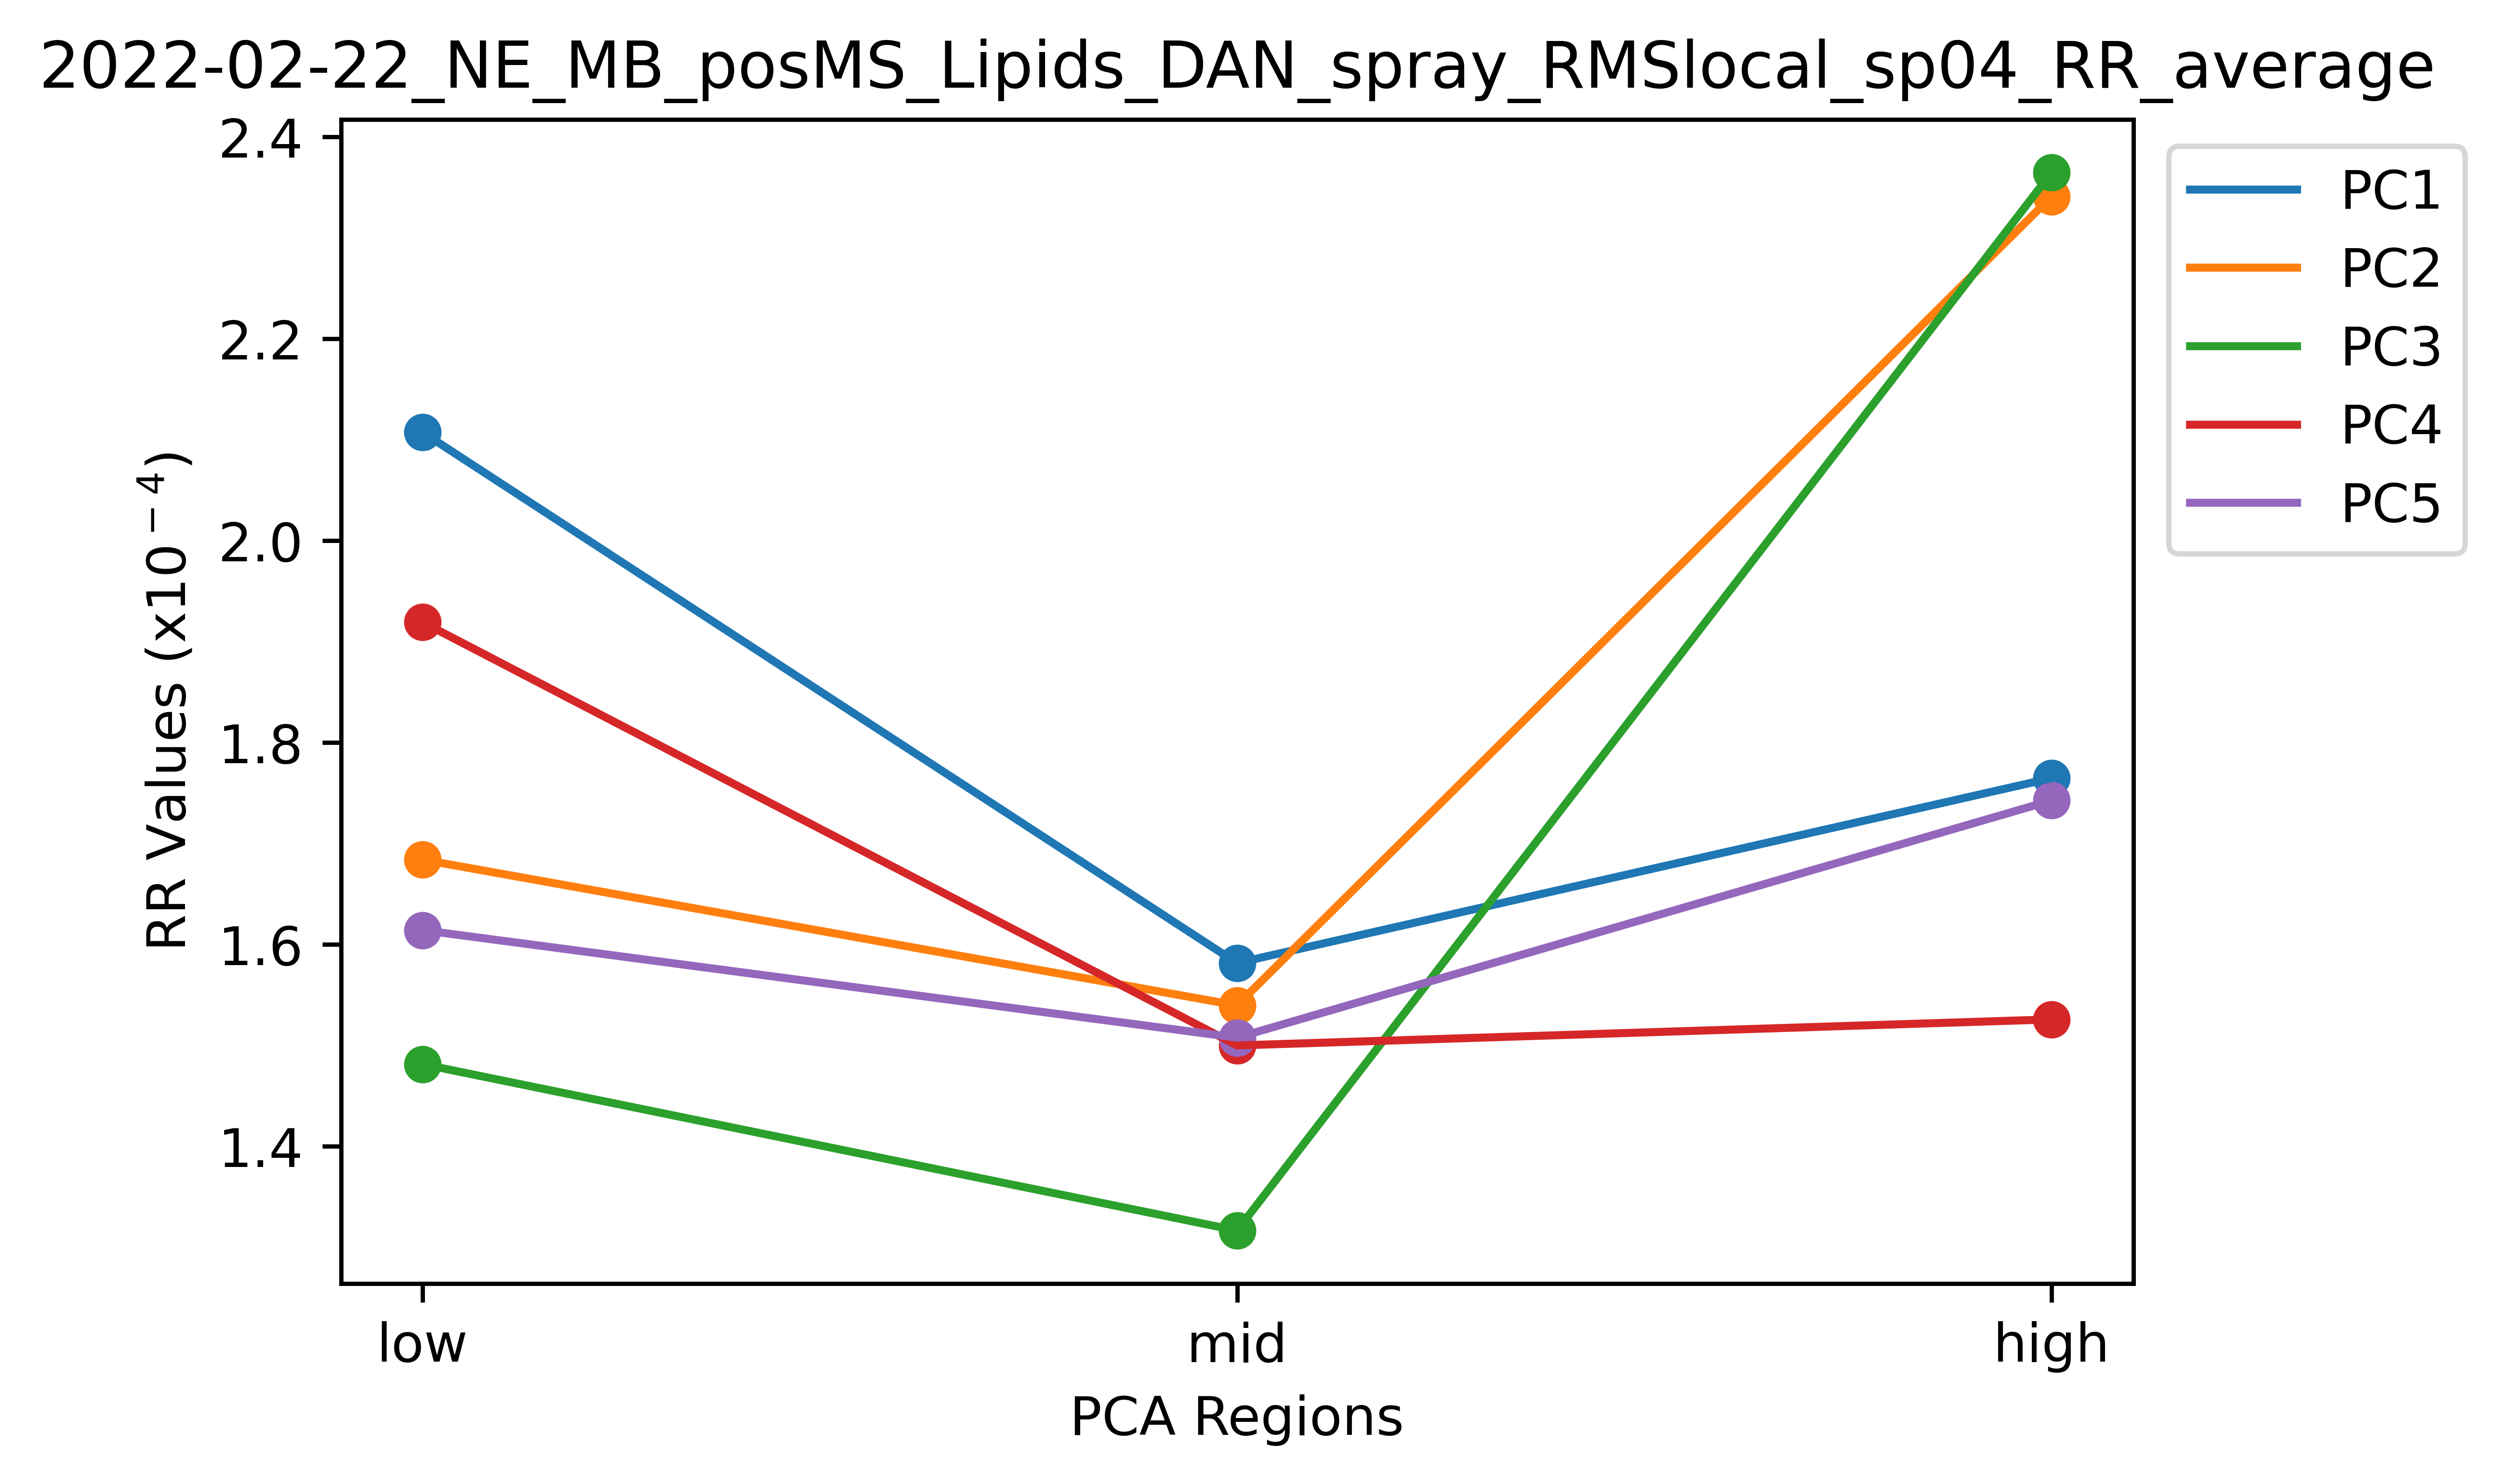 2022-02-22_NE_MB_posMS_Lipids_DAN_spray_RMSlocal_sp04_RR_average
RR Values (x10⁻⁴)
2.4
2.2
2.0
1.8
1.6
1.4
low
mid
high
PCA Regions
PC1
PC2
PC3
PC4
PC5